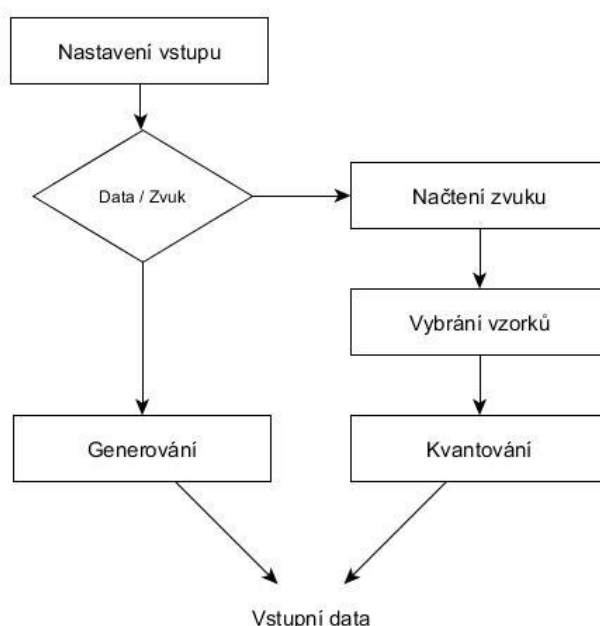 Nastavení vstupu
Data / Zvuk
Načtení zvuku
Vybrání vzorků
Generování
Kvantování
Vstupní data